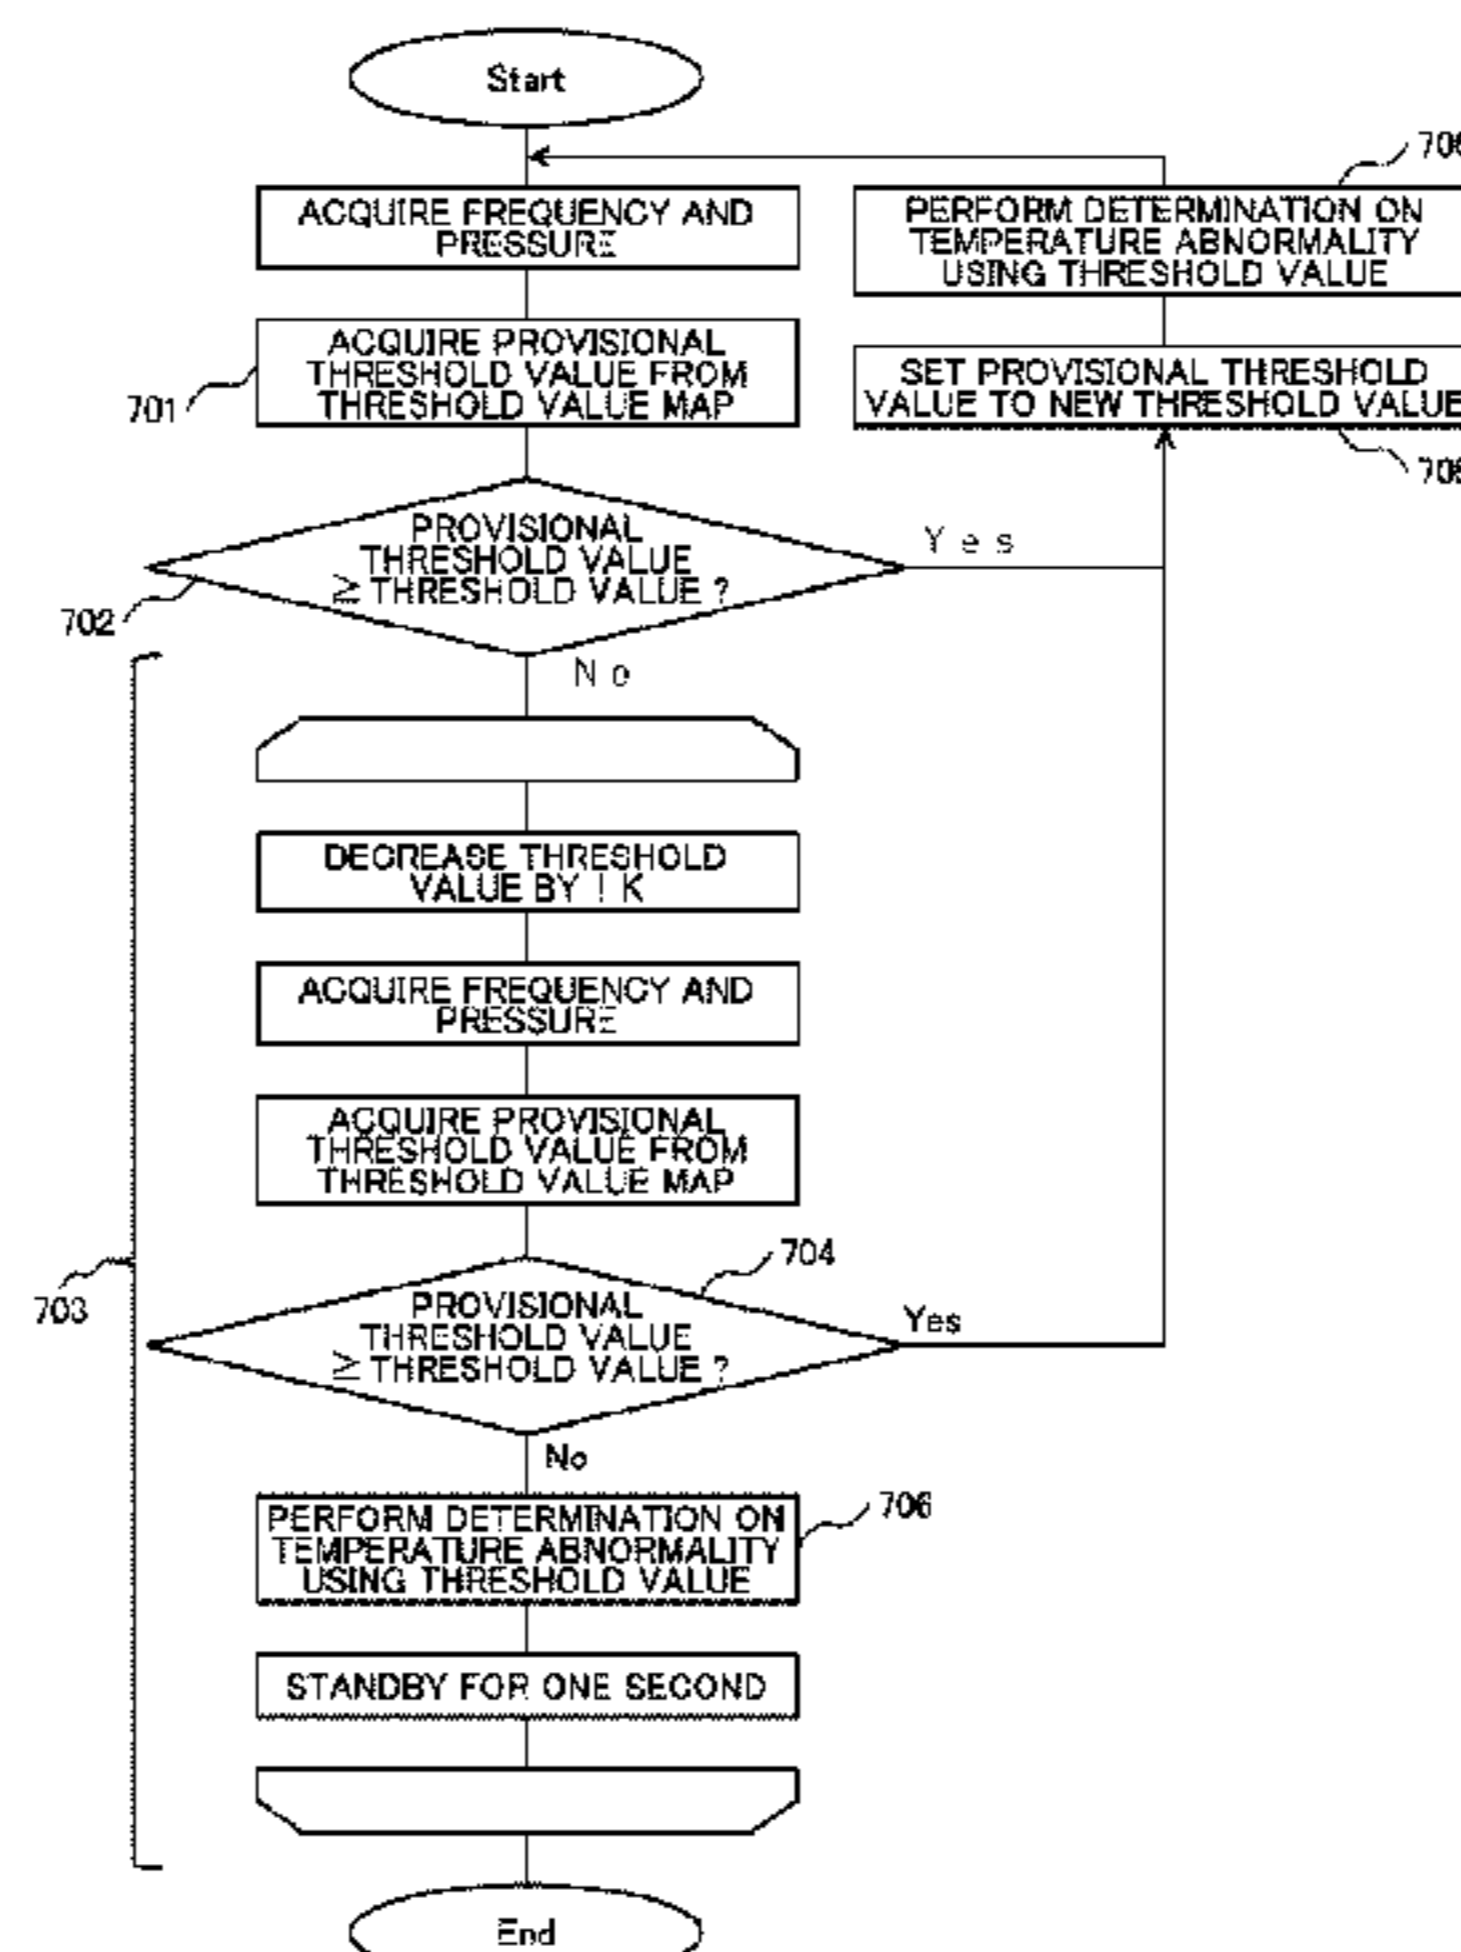 Start
ACQUIRE FREQUENCY AND
PRESSURE
701
ACQUIRE PROVISIONAL
THRESHOLD VALUE FROM
THRESHOLD VALUE MAP
702
PROVISIONAL
THRESHOLD VALUE
≥ THRESHOLD VALUE ?
Yes
No
703
DECREASE THRESHOLD
VALUE BY 1 K
ACQUIRE FREQUENCY AND
PRESSURE
ACQUIRE PROVISIONAL
THRESHOLD VALUE FROM
THRESHOLD VALUE MAP
704
PROVISIONAL
THRESHOLD VALUE
≥ THRESHOLD VALUE ?
Yes
No
706
PERFORM DETERMINATION ON
TEMPERATURE ABNORMALITY
USING THRESHOLD VALUE
STANDBY FOR ONE SECOND
End
PERFORM DETERMINATION ON
TEMPERATURE ABNORMALITY
USING THRESHOLD VALUE
SET PROVISIONAL THRESHOLD
VALUE TO NEW THRESHOLD VALUE